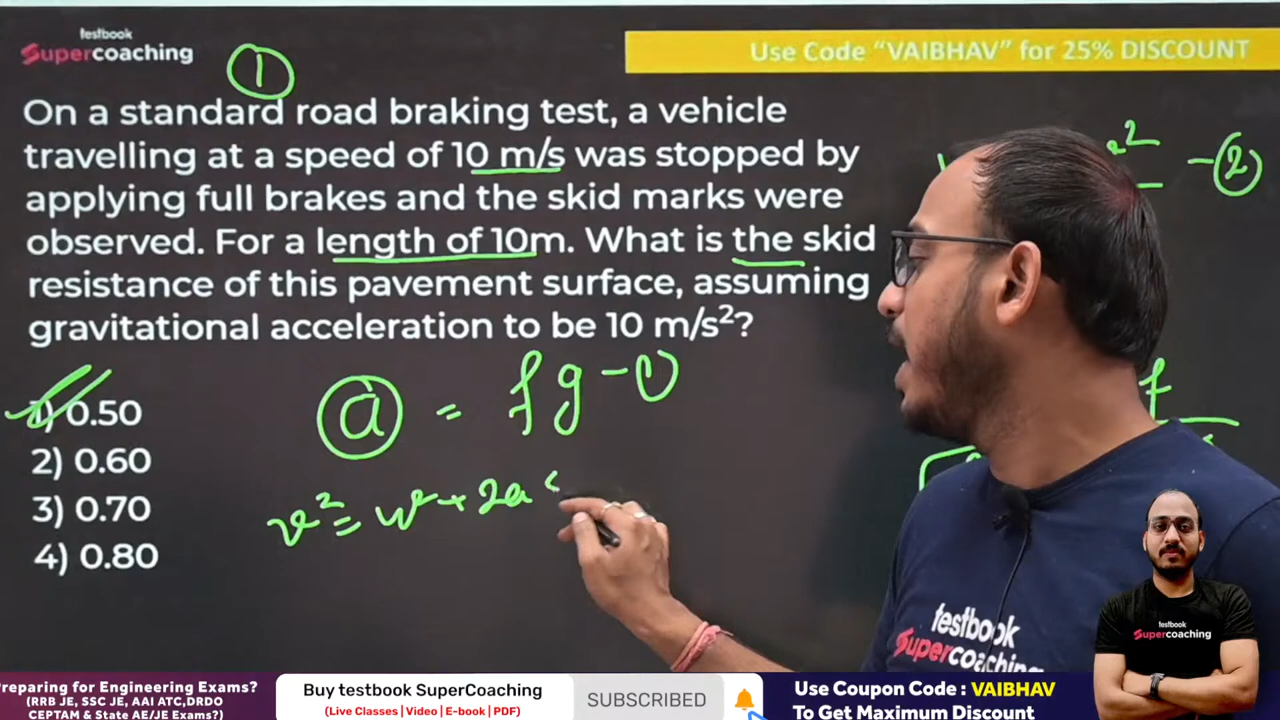 testbook
Supercoaching
Use Code “VAIBHAV” for 25% DISCOUNT
1
On a standard road braking test, a vehicle
travelling at a speed of 10 m/s was stopped by
applying full brakes and the skid marks were
observed. For a length of 10m. What is the skid
resistance of this pavement surface, assuming
gravitational acceleration to be 10 m/s²?
-2
1) 0.50
2) 0.60
3) 0.70
4) 0.80
a = fg -1
v² = u² + 2a
f
testbook
Supercoaching
testbook
Supercoaching
Preparing for Engineering Exams?
(RRB JE, SSC JE, AAI ATC,DRDO
CEPTAM & State AE/JE Exams?)
Buy testbook SuperCoaching
(Live Classes | Video | E-book | PDF)
SUBSCRIBED
Use Coupon Code : VAIBHAV
To Get Maximum Discount